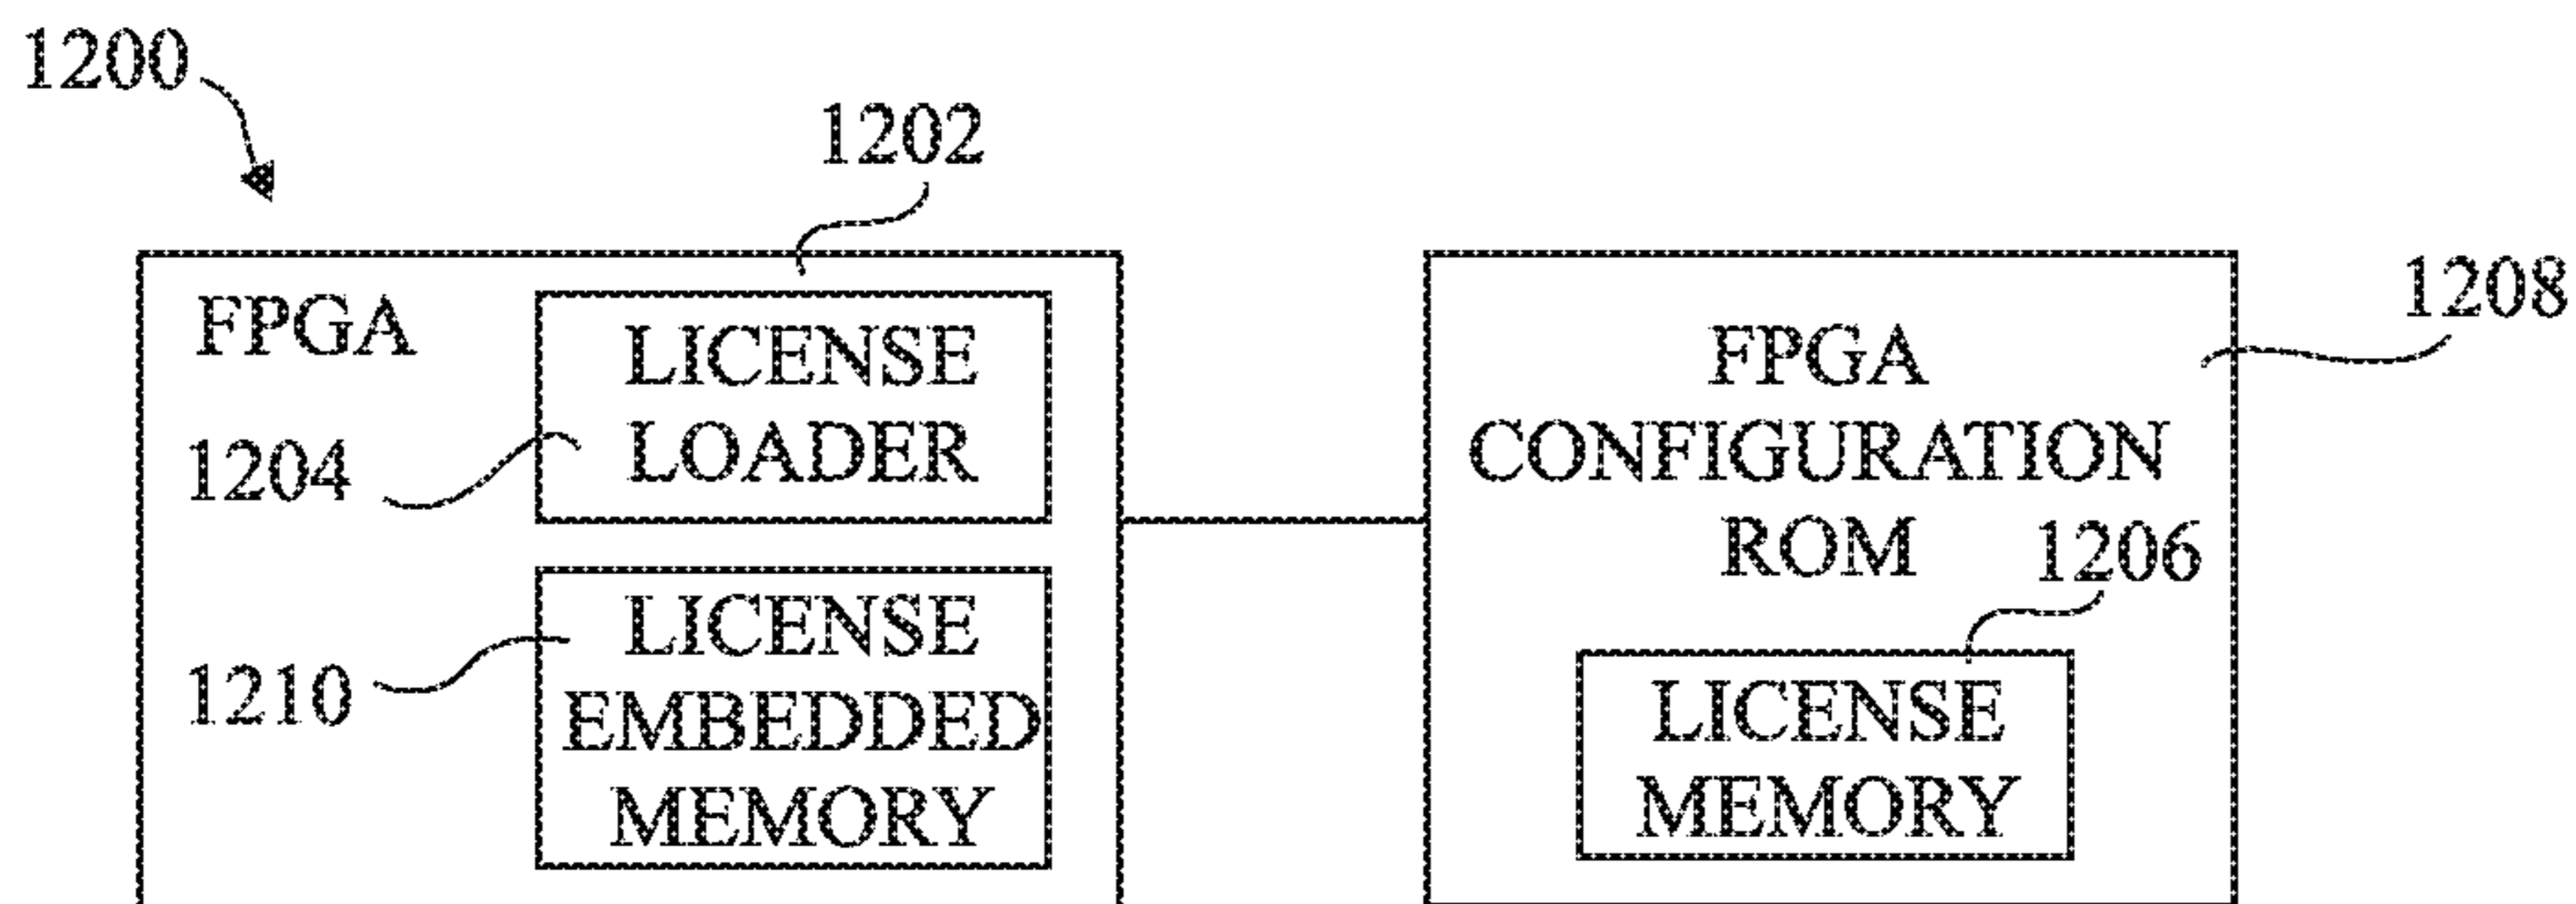 1200
1202
FPGA
LICENSE
LOADER
1204
LICENSE
EMBEDDED
MEMORY
1210
1208
FPGA
CONFIGURATION
ROM
1206
LICENSE
MEMORY